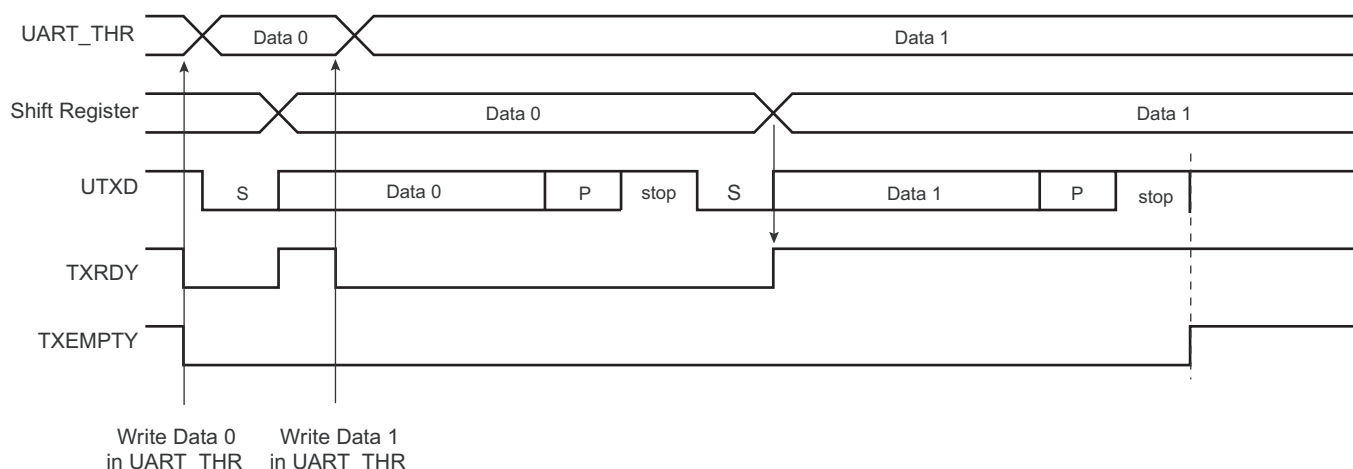 UART_THR
Data 0
Data 1
Shift Register
Data 0
Data 1
UTXD
S
Data 0
P
stop
S
Data 1
P
stop
TXRDY
TXEMPTY
Write Data 0
in UART_THR
Write Data 1
in UART_THR